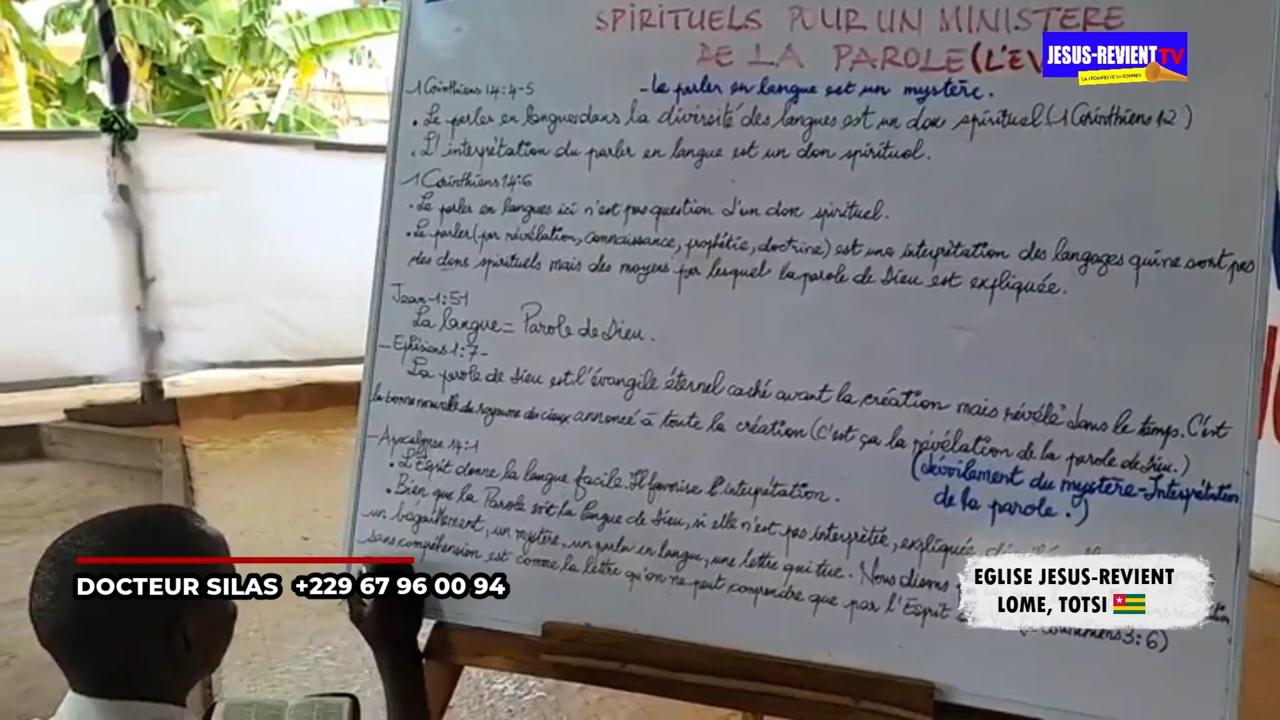 SPIRITUELS POUR UN MINISTERE
DE LA PAROLE (L'EV
JESUS-REVIENT TV
1 Corinthiens 14:4-5
- Le parler en langue est un mystère.
. Le parler en langues dans la diversité des langues est un don spirituel. (1 Corinthiens 12)
. L'interprétation du parler en langue est un don spirituel.
1 Corinthiens 14:6
. Le parler en langues ici n'est pas question d'un don spirituel.
. Le parler (par révélation, connaissance, prophétie, doctrine) est une interprétation des langages qui ne sont pas
des dons spirituels mais des moyens par lesquel la parole de Dieu est expliquée.
Jean 1:51
La langue = Parole de Dieu.
- Ephésiens 1:7 -
La parole de Dieu est l'évangile éternel caché avant la création mais révélé dans le temps. C'est
la bonne nouvelle du royaume des cieux annoncé à toute la création (c'est ça la révélation de la parole de Dieu.)
(dévoilement du mystère - Interprétation
de la parole.)
- Apocalypse 14:1
. L'Esprit donne la langue facile. Il favorise l'interprétation.
. Bien que la Parole soit la langue de Dieu, si elle n'est pas interprétée, expliquée,
un bégaillement, un mystère, un parler en langue, une lettre qui tue. Nous dirons
sans compréhension est comme la lettre qu'on ne peut comprendre que par l'Esprit
3:6)
DOCTEUR SILAS +229 67 96 00 94
EGLISE JESUS-REVIENT
LOME, TOTSI